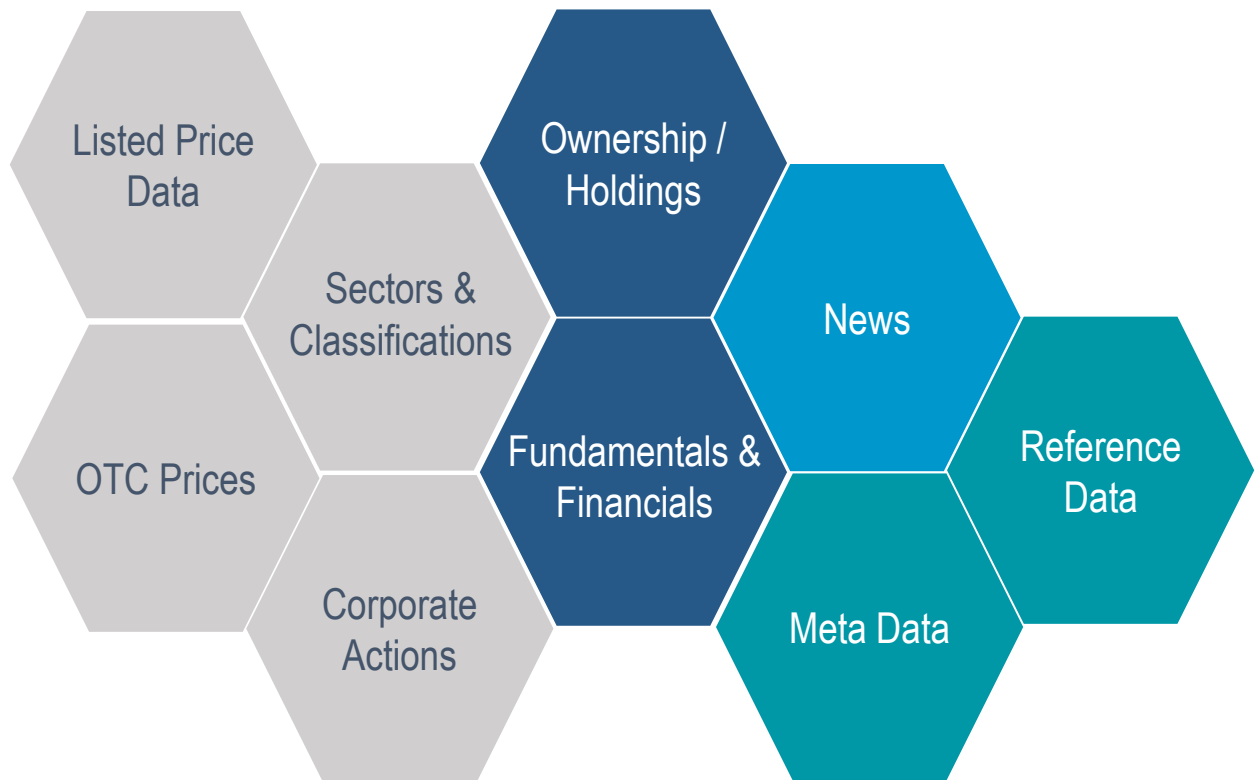 Listed Price
Data
Ownership /
Holdings
Sectors &
Classifications
News
OTC Prices
Fundamentals &
Financials
Reference
Data
Corporate
Actions
Meta Data